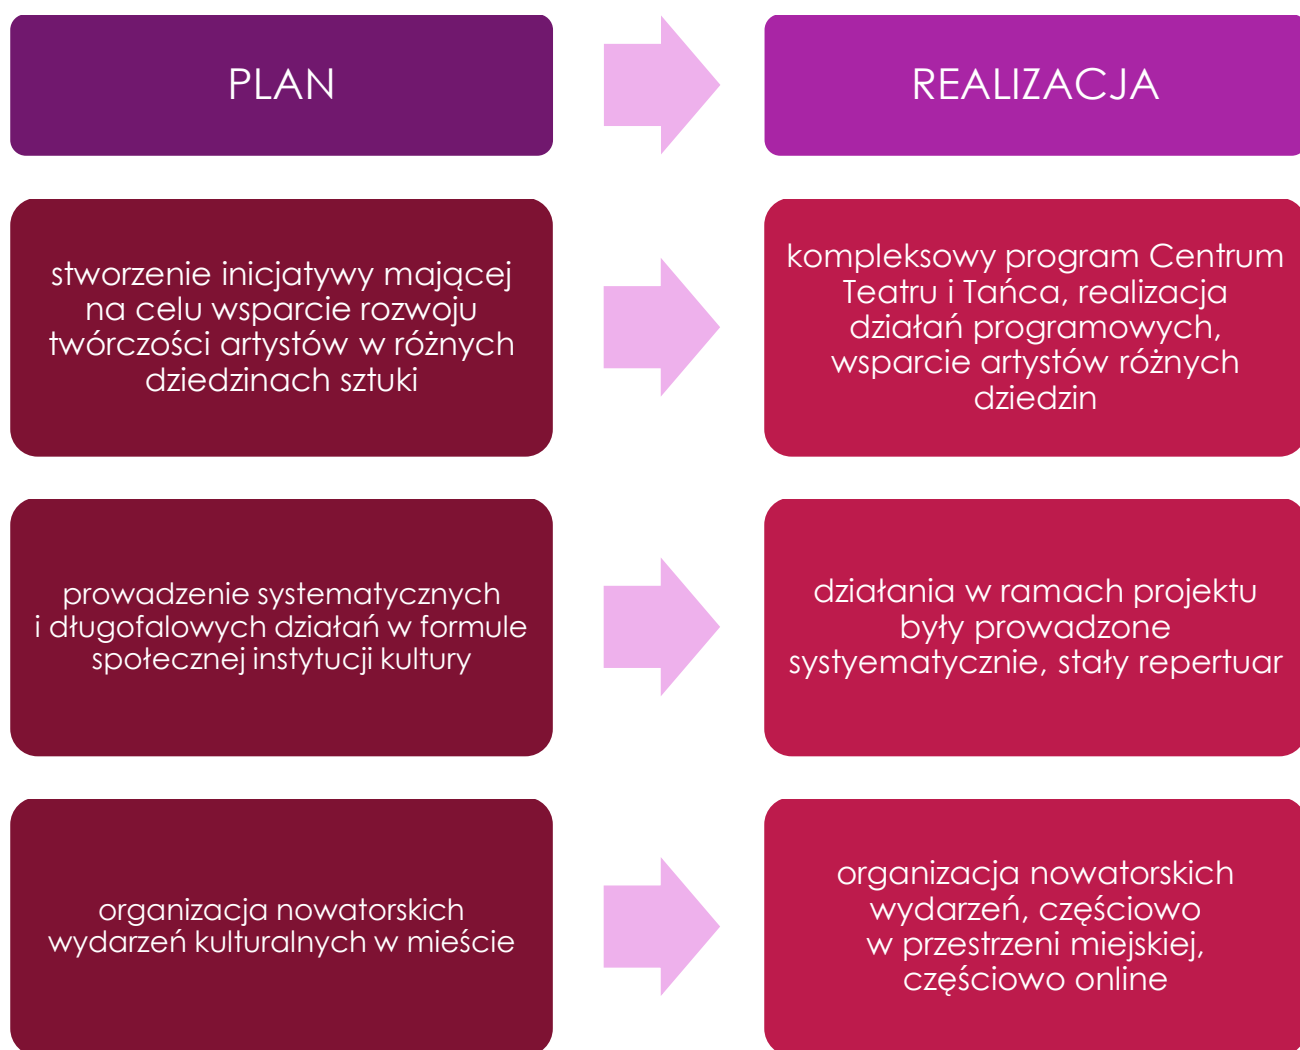 PLAN
REALIZACJA
stworzenie inicjatywy mającej
na celu wsparcie rozwoju
twórczości artystów w różnych
dziedzinach sztuki
kompleksowy program Centrum
Teatru i Tańca, realizacja
działań programowych,
wsparcie artystów różnych
dziedzin
prowadzenie systematycznych
i długofalowych działań w formule
społecznej instytucji kultury
działania w ramach projektu
były prowadzone
systyematycznie, stały repertuar
organizacja nowatorskich
wydarzeń kulturalnych w mieście
organizacja nowatorskich
wydarzeń, częściowo
w przestrzeni miejskiej,
częściowo online